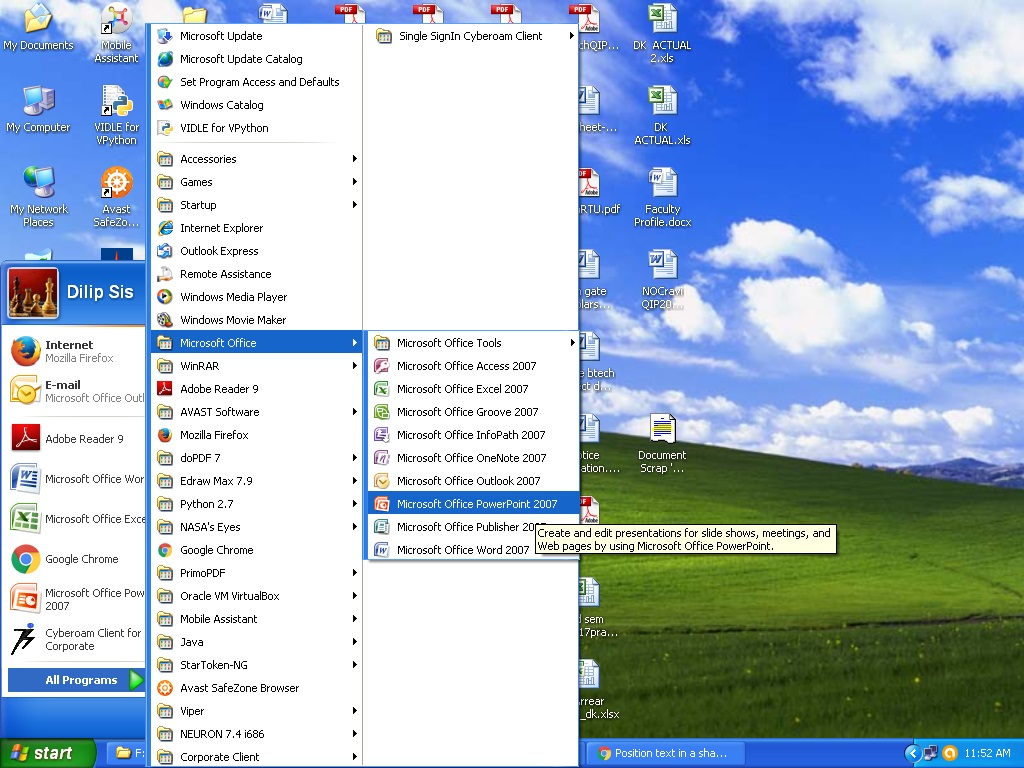 My Documents
Mobile
Assistant
PDF
PDF
PDF
PDF
DK_ACTUAL
2.xls
My Computer
VIDLE for
VPython
DK
ACTUAL.xls
My Network
Places
Avast
SafeZo...
RTU.pdf
Faculty
Profile.docx
gate
NOCravi
QIP20...
btech
Document
Scrap '...
sem
17pra...
_dk.xlsx
Microsoft Update
Microsoft Update Catalog
Set Program Access and Defaults
Windows Catalog
VIDLE for VPython
Accessories
Games
Startup
Internet Explorer
Outlook Express
Remote Assistance
Windows Media Player
Windows Movie Maker
Microsoft Office
WinRAR
Adobe Reader 9
AVAST Software
Mozilla Firefox
doPDF 7
Edraw Max 7.9
Python 2.7
NASA's Eyes
Google Chrome
PrimoPDF
Oracle VM VirtualBox
Mobile Assistant
Java
StarToken-NG
Avast SafeZone Browser
Viper
NEURON 7.4 i686
Corporate Client
Single SignIn Cyberoam Client
Microsoft Office Tools
Microsoft Office Access 2007
Microsoft Office Excel 2007
Microsoft Office Groove 2007
Microsoft Office InfoPath 2007
Microsoft Office OneNote 2007
Microsoft Office Outlook 2007
Microsoft Office PowerPoint 2007
Microsoft Office Publisher
Microsoft Office Word 2007
Create and edit presentations for slide shows, meetings, and
Web pages by using Microsoft Office PowerPoint.
Dilip Sis
Internet
Mozilla Firefox
E-mail
Microsoft Office Outl
Adobe Reader 9
Microsoft Office Wor
Microsoft Office Exce
Google Chrome
Microsoft Office Pow
2007
Cyberoam Client for
Corporate
All Programs
start
F:
Position text in a sha...
11:52 AM